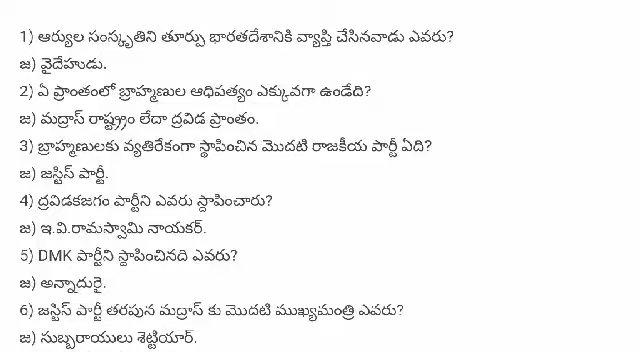 1) ఆర్యుల సంస్కృతిని తూర్పు భారతదేశానికి వ్యాప్తి చేసినవాడు ఎవరు?
జ) వైదేహుడు.
2) ఏ ప్రాంతంలో బ్రాహ్మణుల ఆధిపత్యం ఎక్కువగా ఉండేది?
జ) మద్రాస్ రాష్ట్రం లేదా ద్రవిడ ప్రాంతం.
3) బ్రాహ్మణులకు వ్యతిరేకంగా స్థాపించిన మొదటి రాజకీయ పార్టీ ఏది?
జ) జస్టిస్ పార్టీ.
4) ద్రవిడకజగం పార్టీని ఎవరు స్థాపించారు?
జ) ఇ.వి.రామస్వామి నాయకర్.
5) DMK పార్టీని స్థాపించినది ఎవరు?
జ) అన్నాదురై.
6) జస్టిస్ పార్టీ తరపున మద్రాస్ కు మొదటి ముఖ్యమంత్రి ఎవరు?
జ) సుబ్బరాయులు శెట్టియార్.